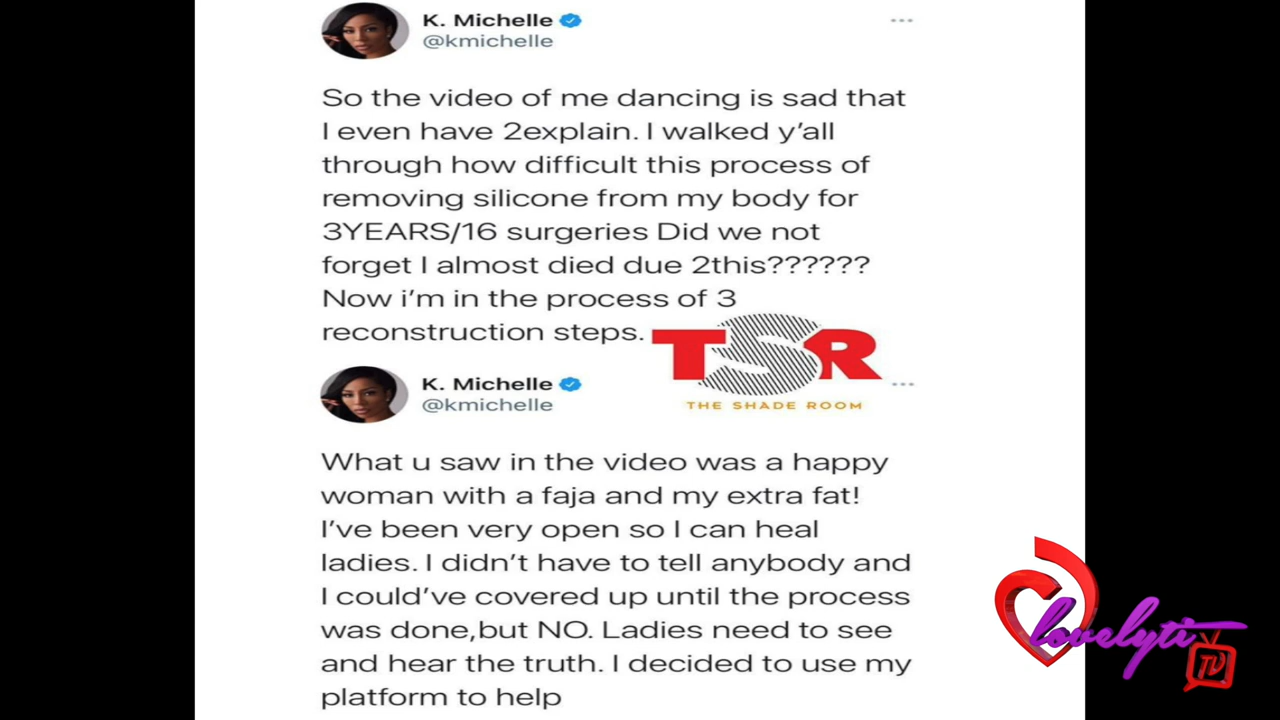 K. Michelle
@kmichelle
So the video of me dancing is sad that
I even have 2explain. I walked y’all
through how difficult this process of
removing silicone from my body for
3YEARS/16 surgeries Did we not
forget I almost died due 2this??????
Now i’m in the process of 3
reconstruction steps.
TSR
THE SHADE ROOM
K. Michelle
@kmichelle
What u saw in the video was a happy
woman with a faja and my extra fat!
I’ve been very open so I can heal
ladies. I didn’t have to tell anybody and
I could’ve covered up until the process
was done,but NO. Ladies need to see
and hear the truth. I decided to use my
platform to help
lovelyti
TV